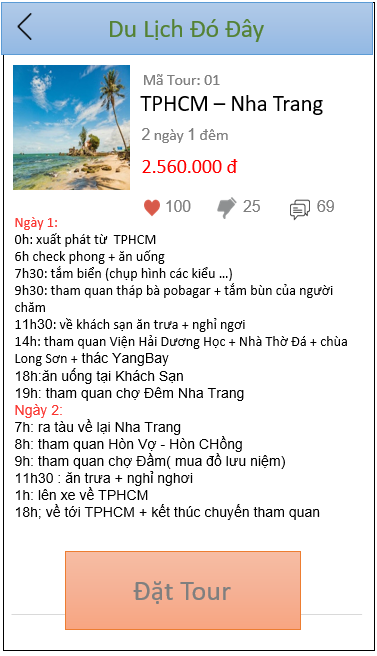 Du Lịch Đó Đây
Mã Tour: 01
TPHCM – Nha Trang
2 ngày 1 đêm
2.560.000 đ
100 25 69
Ngày 1:
0h: xuất phát từ TPHCM
6h check phong + ăn uống
7h30: tắm biển (chụp hình các kiểu ...)
9h30: tham quan tháp bà pobagar + tắm bùn của người
chăm
11h30: về khách sạn ăn trưa + nghỉ ngơi
14h: tham quan Viện Hải Dương Học + Nhà Thờ Đá + chùa
Long Sơn + thác YangBay
18h:ăn uống tại Khách Sạn
19h: tham quan chợ Đêm Nha Trang
Ngày 2:
7h: ra tàu về lại Nha Trang
8h: tham quan Hòn Vợ - Hòn CHồng
9h: tham quan chợ Đầm( mua đồ lưu niệm)
11h30 : ăn trưa + nghỉ nghơi
1h: lên xe về TPHCM
18h; về tới TPHCM + kết thúc chuyến tham quan
Đặt Tour